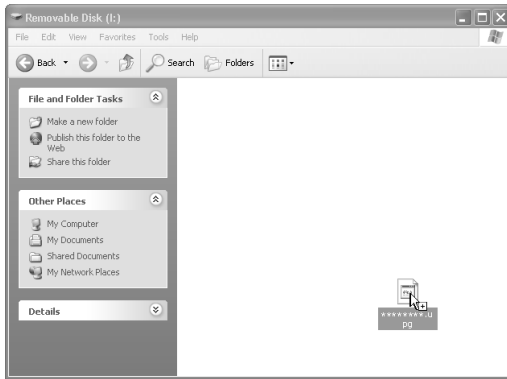 Removable Disk (I:)
File Edit View Favorites Tools Help
Back Search Folders
File and Folder Tasks
Make a new folder
Publish this folder to the
Web
Share this folder
Other Places
My Computer
My Documents
Shared Documents
My Network Places
Details
********.u
pg